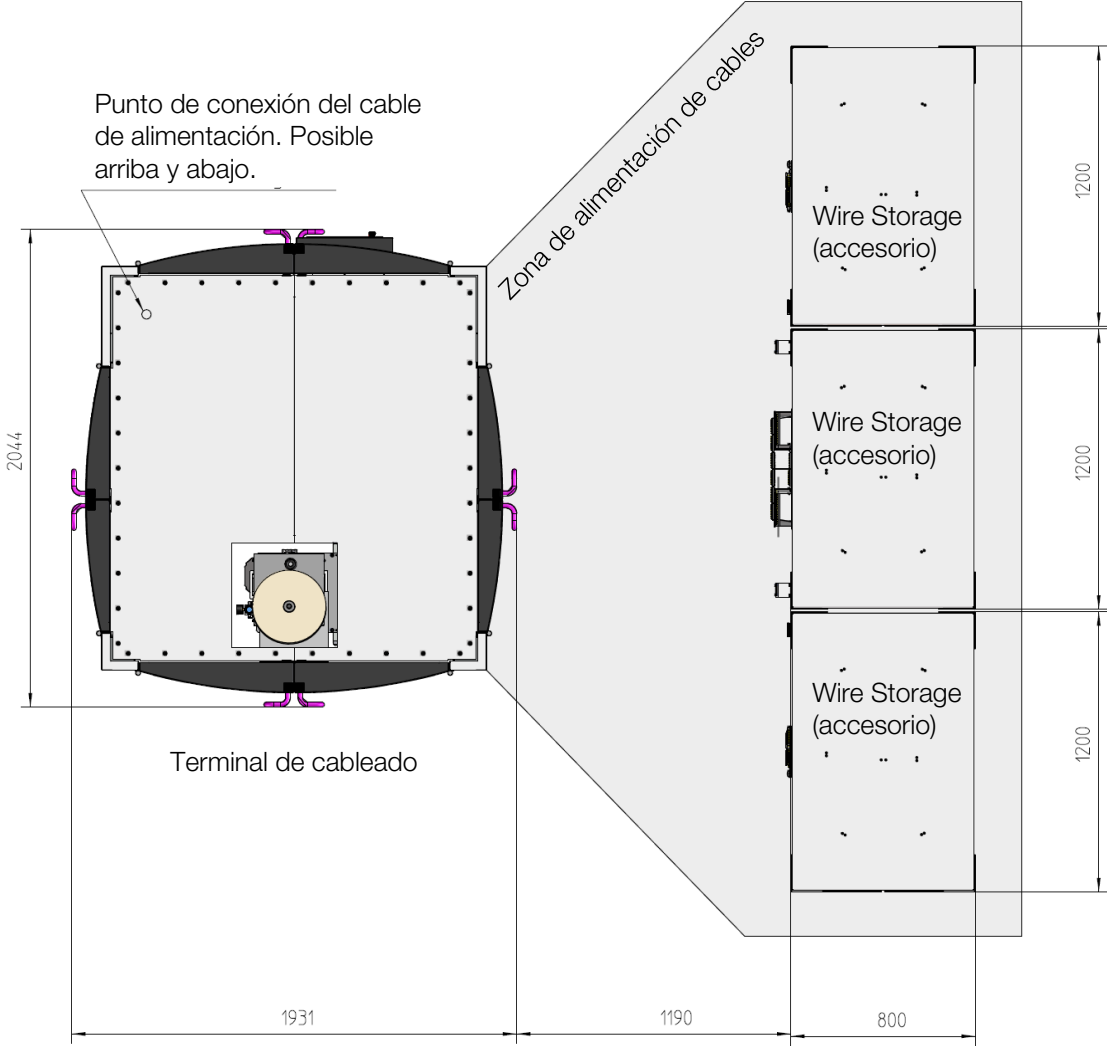 Punto de conexión del cable
de alimentación. Posible
arriba y abajo.
Zona de alimentación de cables
Wire Storage
(accesorio)
1200
Wire Storage
(accesorio)
1200
Wire Storage
(accesorio)
1200
2044
Terminal de cableado
1931
1190
800